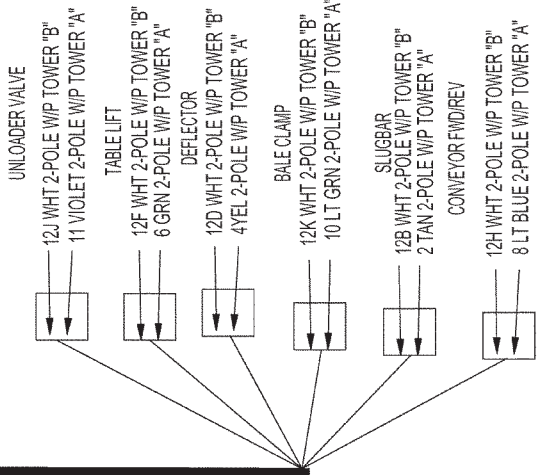 UNLOADER VALVE
12J WHT 2-POLE W/P TOWER "B"
11 VIOLET 2-POLE W/P TOWER "A"
TABLE LIFT
12F WHT 2-POLE W/P TOWER "B"
6 GRN 2-POLE W/P TOWER "A"
DEFLECTOR
12D WHT 2-POLE W/P TOWER "B"
4YEL 2-POLE W/P TOWER "A"
BALE CLAMP
12K WHT 2-POLE W/P TOWER "B"
10 LT GRN 2-POLE W/P TOWER "A"
SLUGBAR
12B WHT 2-POLE W/P TOWER "B"
2 TAN 2-POLE W/P TOWER "A"
CONVEYOR FWD/REV
12H WHT 2-POLE W/P TOWER "B"
8 LT BLUE 2-POLE W/P TOWER "A"